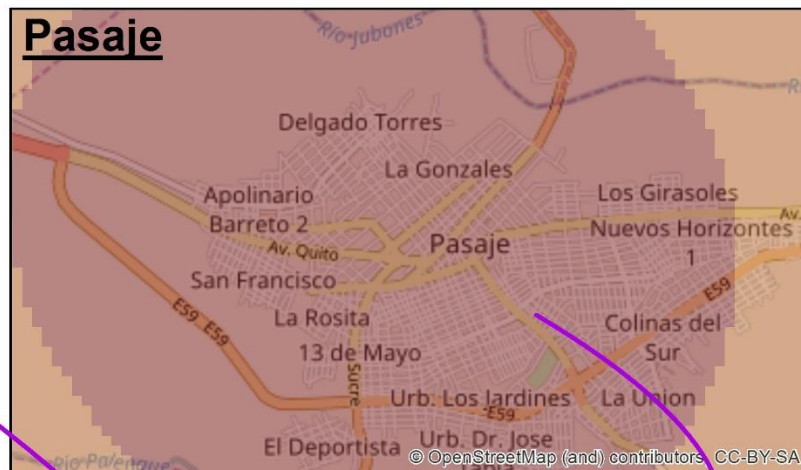 Pasaje
Río Jubones
Delgado Torres
La Gonzales
Apolinario
Barreto 2
Los Girasoles
Av.
Av. Quito
Pasaje
Nuevos Horizontes
1
San Francisco
E59
E59 E59
La Rosita
Colinas del
Sur
13 de Mayo
Sucre
Urb. Los Jardines
La Union
E59
El Deportista
Urb. Dr. Jose
Río Palenque
© OpenStreetMap (and) contributors, CC-BY-SA